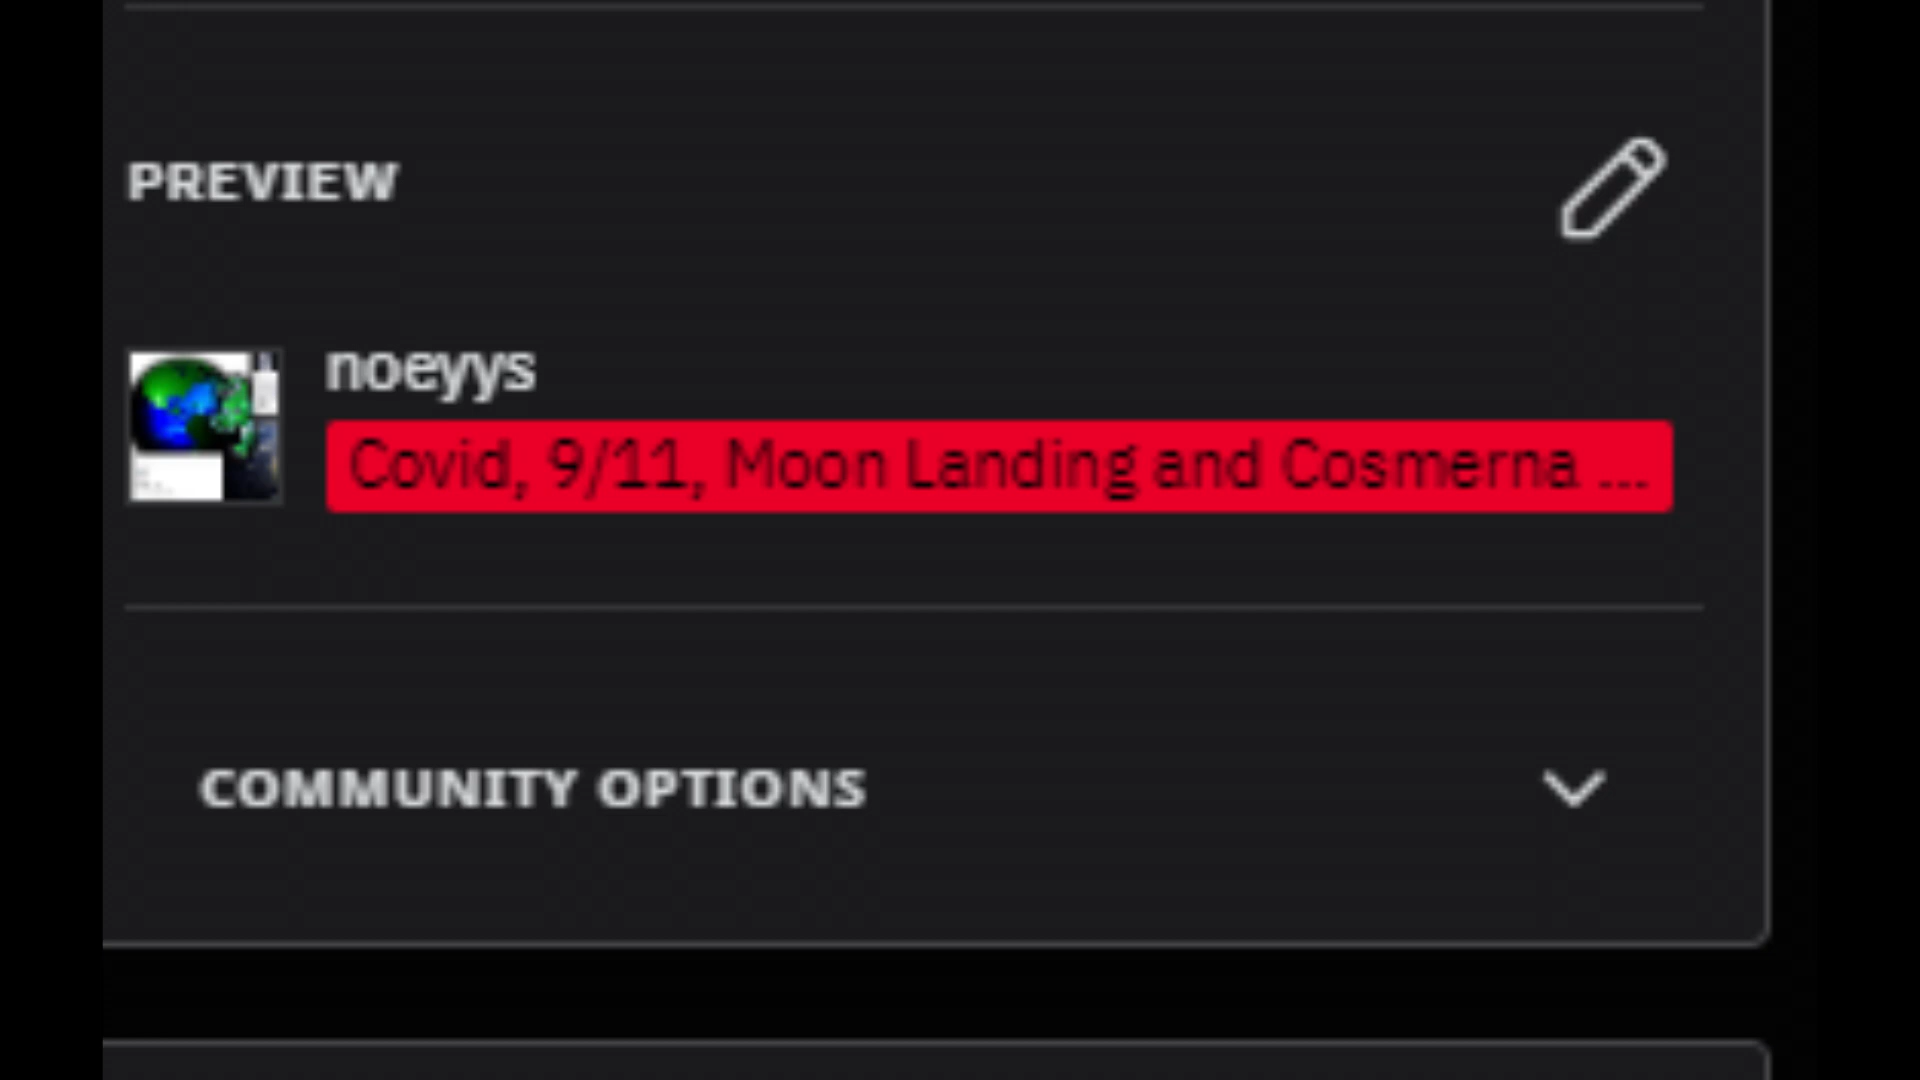 PREVIEW
noeyys
Covid, 9/11, Moon Landing and Cosmerna ...
COMMUNITY OPTIONS